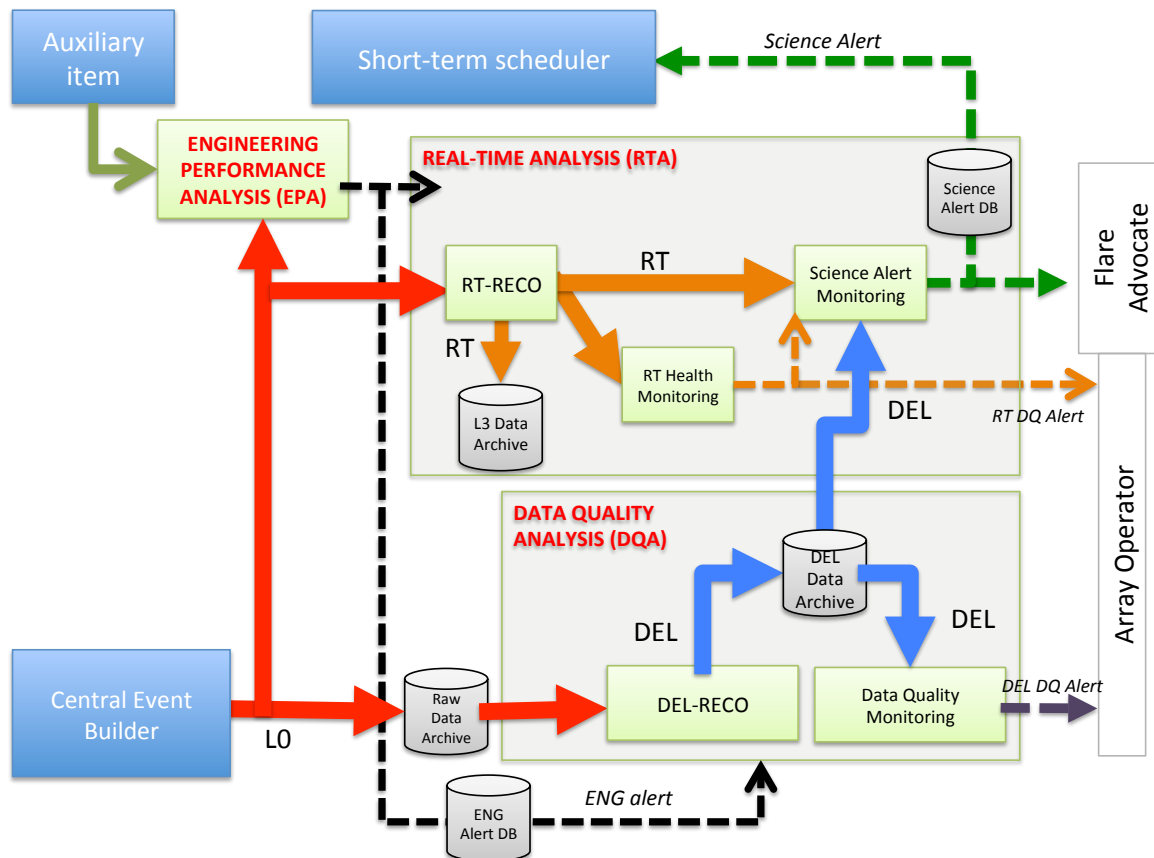 Auxiliary
item
Short-term scheduler
Science Alert
ENGINEERING
PERFORMANCE
ANALYSIS (EPA)
REAL-TIME ANALYSIS (RTA)
Science
Alert DB
Flare
Advocate
RT-RECO
RT
Science Alert
Monitoring
RT
RT Health
Monitoring
L3 Data
Archive
DEL
RT DQ Alert
DATA QUALITY
ANALYSIS (DQA)
DEL
Data
Archive
Array Operator
DEL
DEL
Central Event
Builder
L0
Raw
Data
Archive
DEL-RECO
Data Quality
Monitoring
DEL DQ Alert
ENG
Alert DB
ENG alert